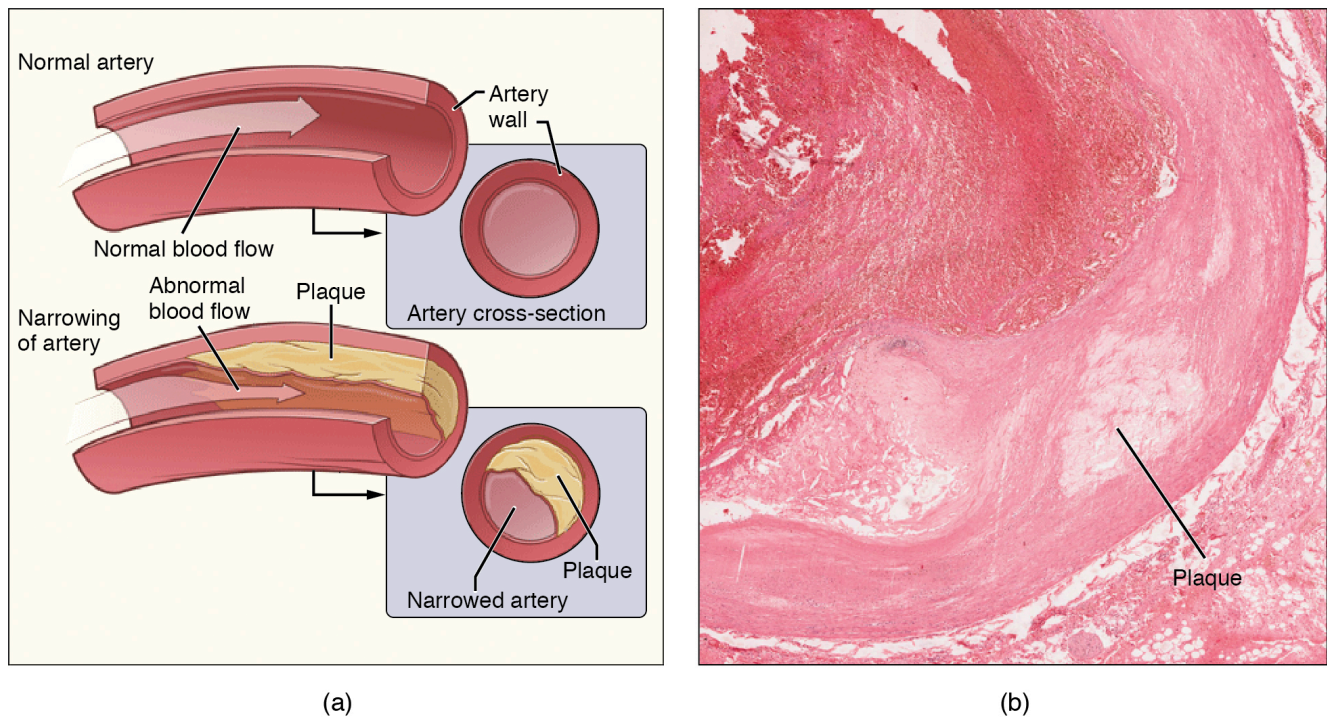 Normal artery
Artery
wall
Normal blood flow
Artery cross-section
Abnormal
blood flow
Plaque
Narrowing
of artery
Plaque
Narrowed artery
Plaque
(a)
(b)